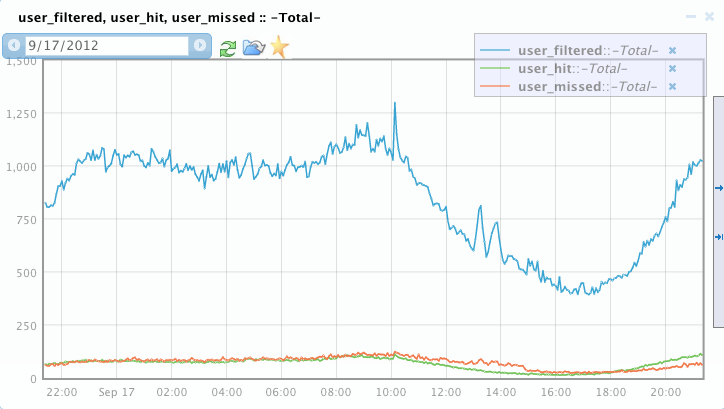 user_filtered, user_hit, user_missed :: -Total-
9/17/2012
user_filtered::-Total-
user_hit::-Total-
user_missed::-Total-
1,500
1,250
1,000
750
500
250
0
22:00 Sep 17 02:00 04:00 06:00 08:00 10:00 12:00 14:00 16:00 18:00 20:00